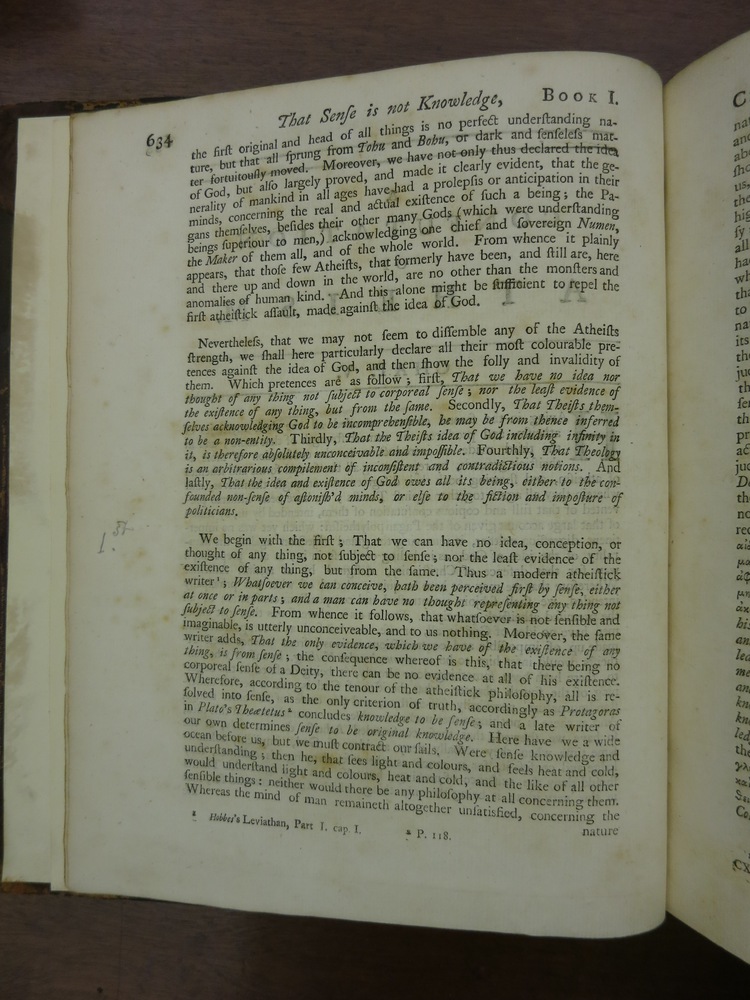 634
That Senſe is not Knowledge, BOOK I.
the firſt original and head of all things is no perfect underſtanding na-
ture, but that all ſprung from Tohu and Bohu, or dark and ſenſeleſs mat-
ter fortuitouſly moved. Moreover, we have not only thus declared the idea
of God, but alſo largely proved, and made it clearly evident, that the ge-
nerality of mankind in all ages have had a prolepſis or anticipation in their
minds, concerning the real and actual exiſtence of ſuch a being; the Pa-
gans themſelves, beſides their other many Gods (which were underſtanding
beings ſuperiour to men,) acknowledging one chief and ſovereign Numen,
the Maker of them all, and of the whole world. From whence it plainly
appears, that thoſe few Atheiſts, that formerly have been, and ſtill are, here
and there up and down in the world, are no other than the monſters and
anomalies of human kind. And this alone might be ſufficient to repel the
firſt atheiſtick aſſault, made againſt the idea of God.
Nevertheleſs, that we may not ſeem to diſſemble any of the Atheiſts
ſtrength, we ſhall here particularly declare all their moſt colourable pre-
tences againſt the idea of God, and then ſhow the folly and invalidity of
them. Which pretences are as follow; firſt, That we have no idea nor
thought of any thing not ſubject to corporeal ſenſe; nor the leaſt evidence of
the exiſtence of any thing, but from the ſame. Secondly, That Theiſts them-
ſelves acknowledging God to be incomprehenſible, he may be from thence inferred
to be a non-entity. Thirdly, That the Theiſts idea of God including infinity in
it, is therefore abſolutely unconceivable and impoſſible. Fourthly, That Theology
is an arbitrarious compilement of inconſiſtent and contradictious notions. And
laſtly, That the idea and exiſtence of God owes all its being, either to the con-
founded non-ſenſe of aſtoniſh'd minds, or elſe to the fiction and impoſture of
politicians.
1. st
We begin with the firſt; That we can have no idea, conception, or
thought of any thing, not ſubject to ſenſe; nor the leaſt evidence of the
exiſtence of any thing, but from the ſame. Thus a modern atheiſtick
writer¹; Whatſoever we can conceive, hath been perceived firſt by ſenſe, either
at once or in parts; and a man can have no thought repreſenting any thing not
ſubject to ſenſe. From whence it follows, that whatſoever is not ſenſible and
imaginable, is utterly unconceiveable, and to us nothing. Moreover, the ſame
writer adds, That the only evidence, which we have of the exiſtence of any
thing, is from ſenſe; the conſequence whereof is this, that there being no
corporeal ſenſe of a Deity, there can be no evidence at all of his exiſtence.
Wherefore, according to the tenour of the atheiſtick philoſophy, all is re-
ſolved into ſenſe, as the only criterion of truth, accordingly as Protagoras
in Plato's Theætetus² concludes knowledge to be ſenſe; and a late writer of
our own determines ſenſe to be original knowledge. Here have we a wide
ocean before us, but we muſt contract our ſails. Were ſenſe knowledge and
underſtanding; then he, that ſees light and colours, and feels heat and cold,
would underſtand light and colours, heat and cold, and the like of all other
ſenſible things: neither would there be any philoſophy at all concerning them.
Whereas the mind of man remaineth altogether unſatisfied, concerning the
nature
¹ Hobbes's Leviathan, Part I. cap. I. ² P. 118.